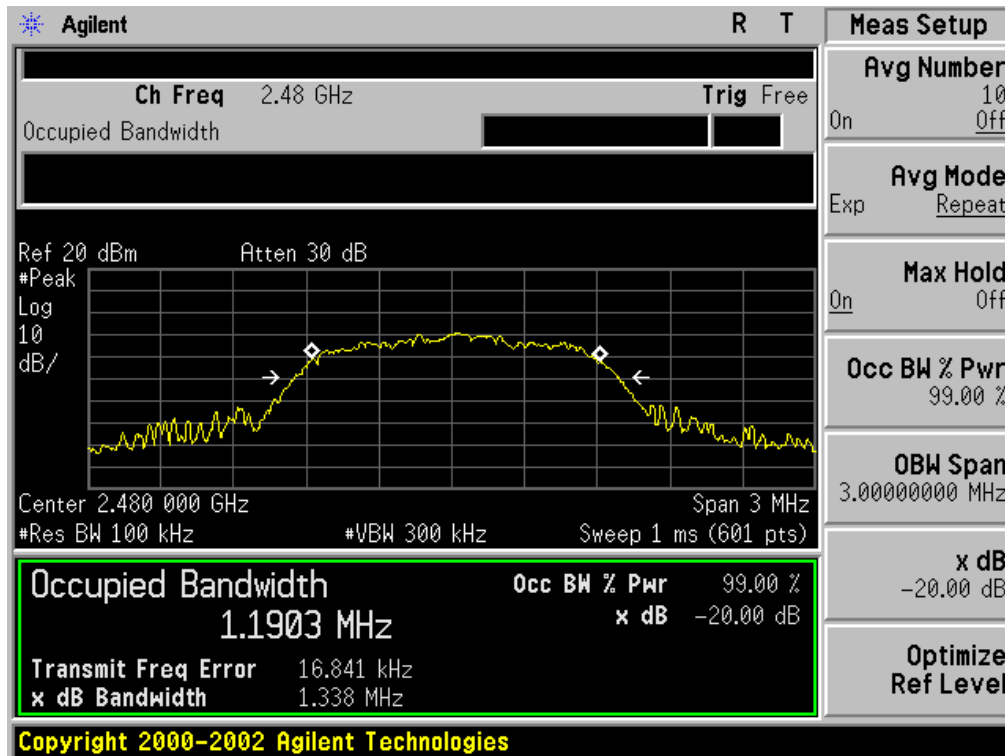 Agilent R T
Ch Freq 2.48 GHz Trig Free
Occupied Bandwidth
Ref 20 dBm Atten 30 dB
#Peak
Log
10
dB/
Center 2.480 000 GHz Span 3 MHz
#Res BW 100 kHz #VBW 300 kHz Sweep 1 ms (601 pts)
Occupied Bandwidth
1.1903 MHz
Occ BW % Pwr 99.00 %
x dB -20.00 dB
Transmit Freq Error 16.841 kHz
x dB Bandwidth 1.338 MHz
Copyright 2000-2002 Agilent Technologies
Meas Setup
Avg Number
10
On Off
Avg Mode
Exp Repeat
Max Hold
On Off
Occ BW % Pwr
99.00 %
OBW Span
3.00000000 MHz
x dB
-20.00 dB
Optimize
Ref Level